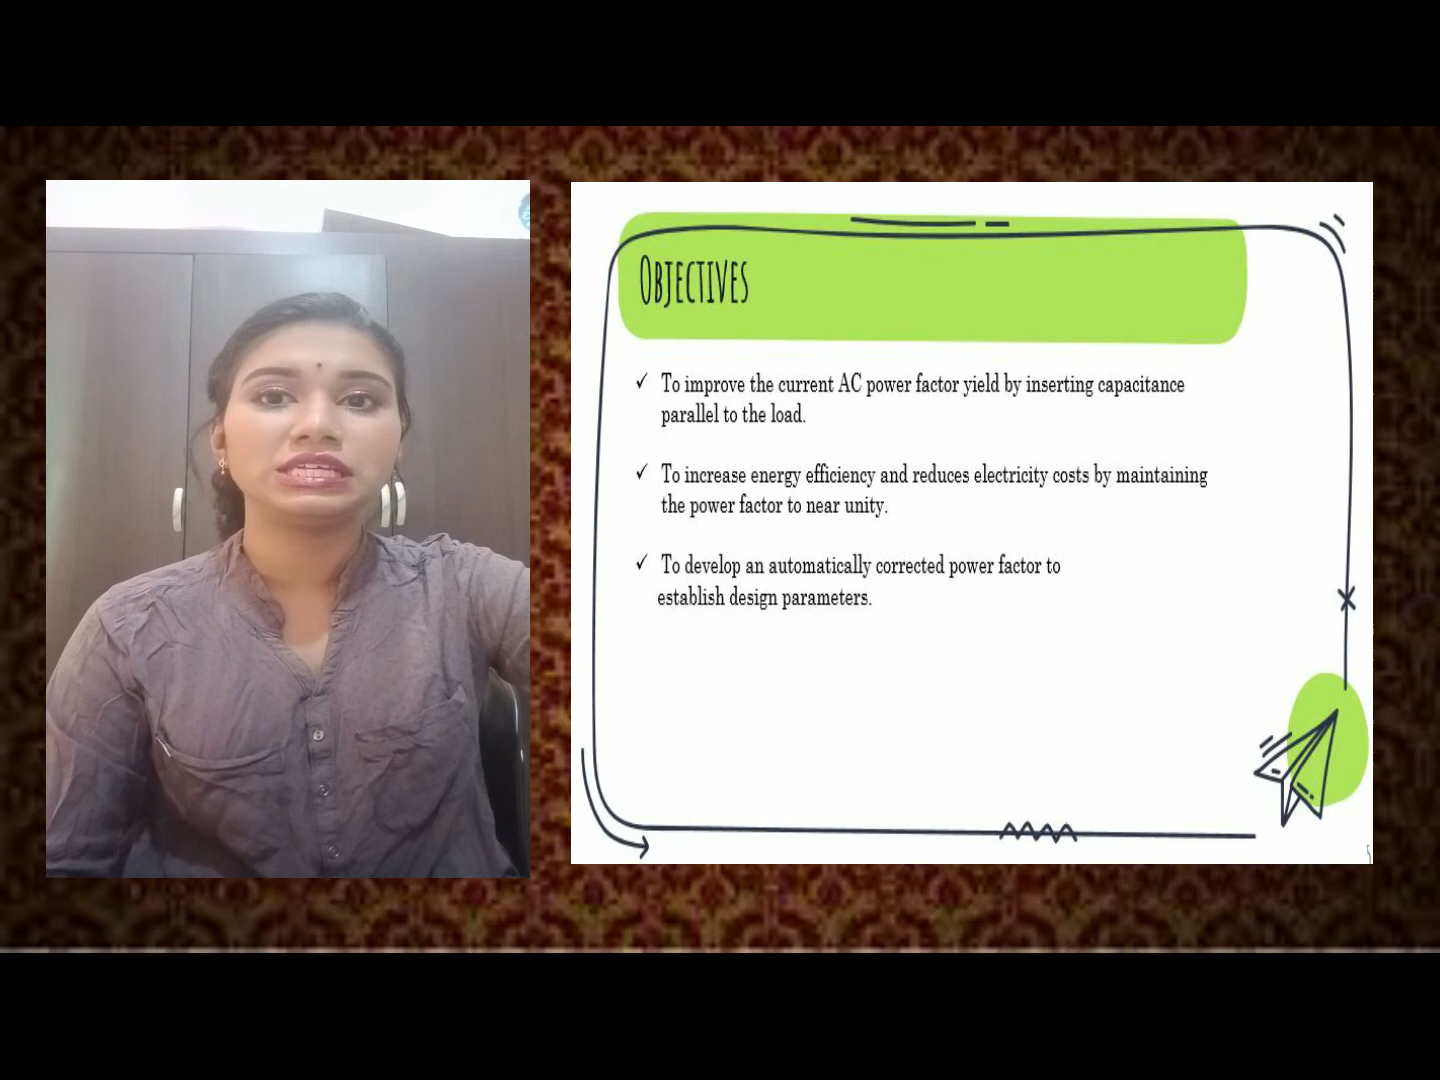 OBJECTIVES
✓ To improve the current AC power factor yield by inserting capacitance
parallel to the load.
✓ To increase energy efficiency and reduces electricity costs by maintaining
the power factor to near unity.
✓ To develop an automatically corrected power factor to
establish design parameters.
5